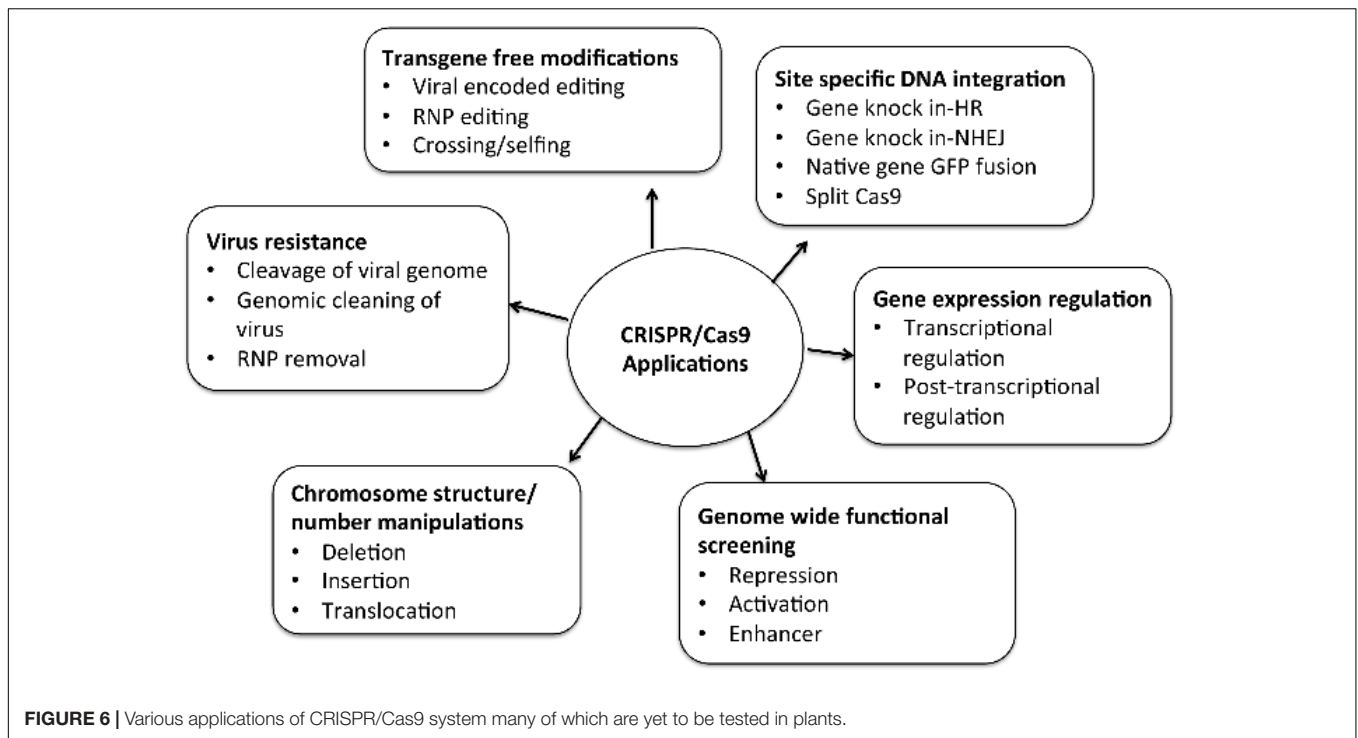 Transgene free modifications
• Viral encoded editing
• RNP editing
• Crossing/selfing
Site specific DNA integration
• Gene knock in-HR
• Gene knock in-NHEJ
• Native gene GFP fusion
• Split Cas9
Virus resistance
• Cleavage of viral genome
• Genomic cleaning of
virus
• RNP removal
CRISPR/Cas9
Applications
Gene expression regulation
• Transcriptional
regulation
• Post-transcriptional
regulation
Chromosome structure/
number manipulations
• Deletion
• Insertion
• Translocation
Genome wide functional
screening
• Repression
• Activation
• Enhancer
FIGURE 6 | Various applications of CRISPR/Cas9 system many of which are yet to be tested in plants.